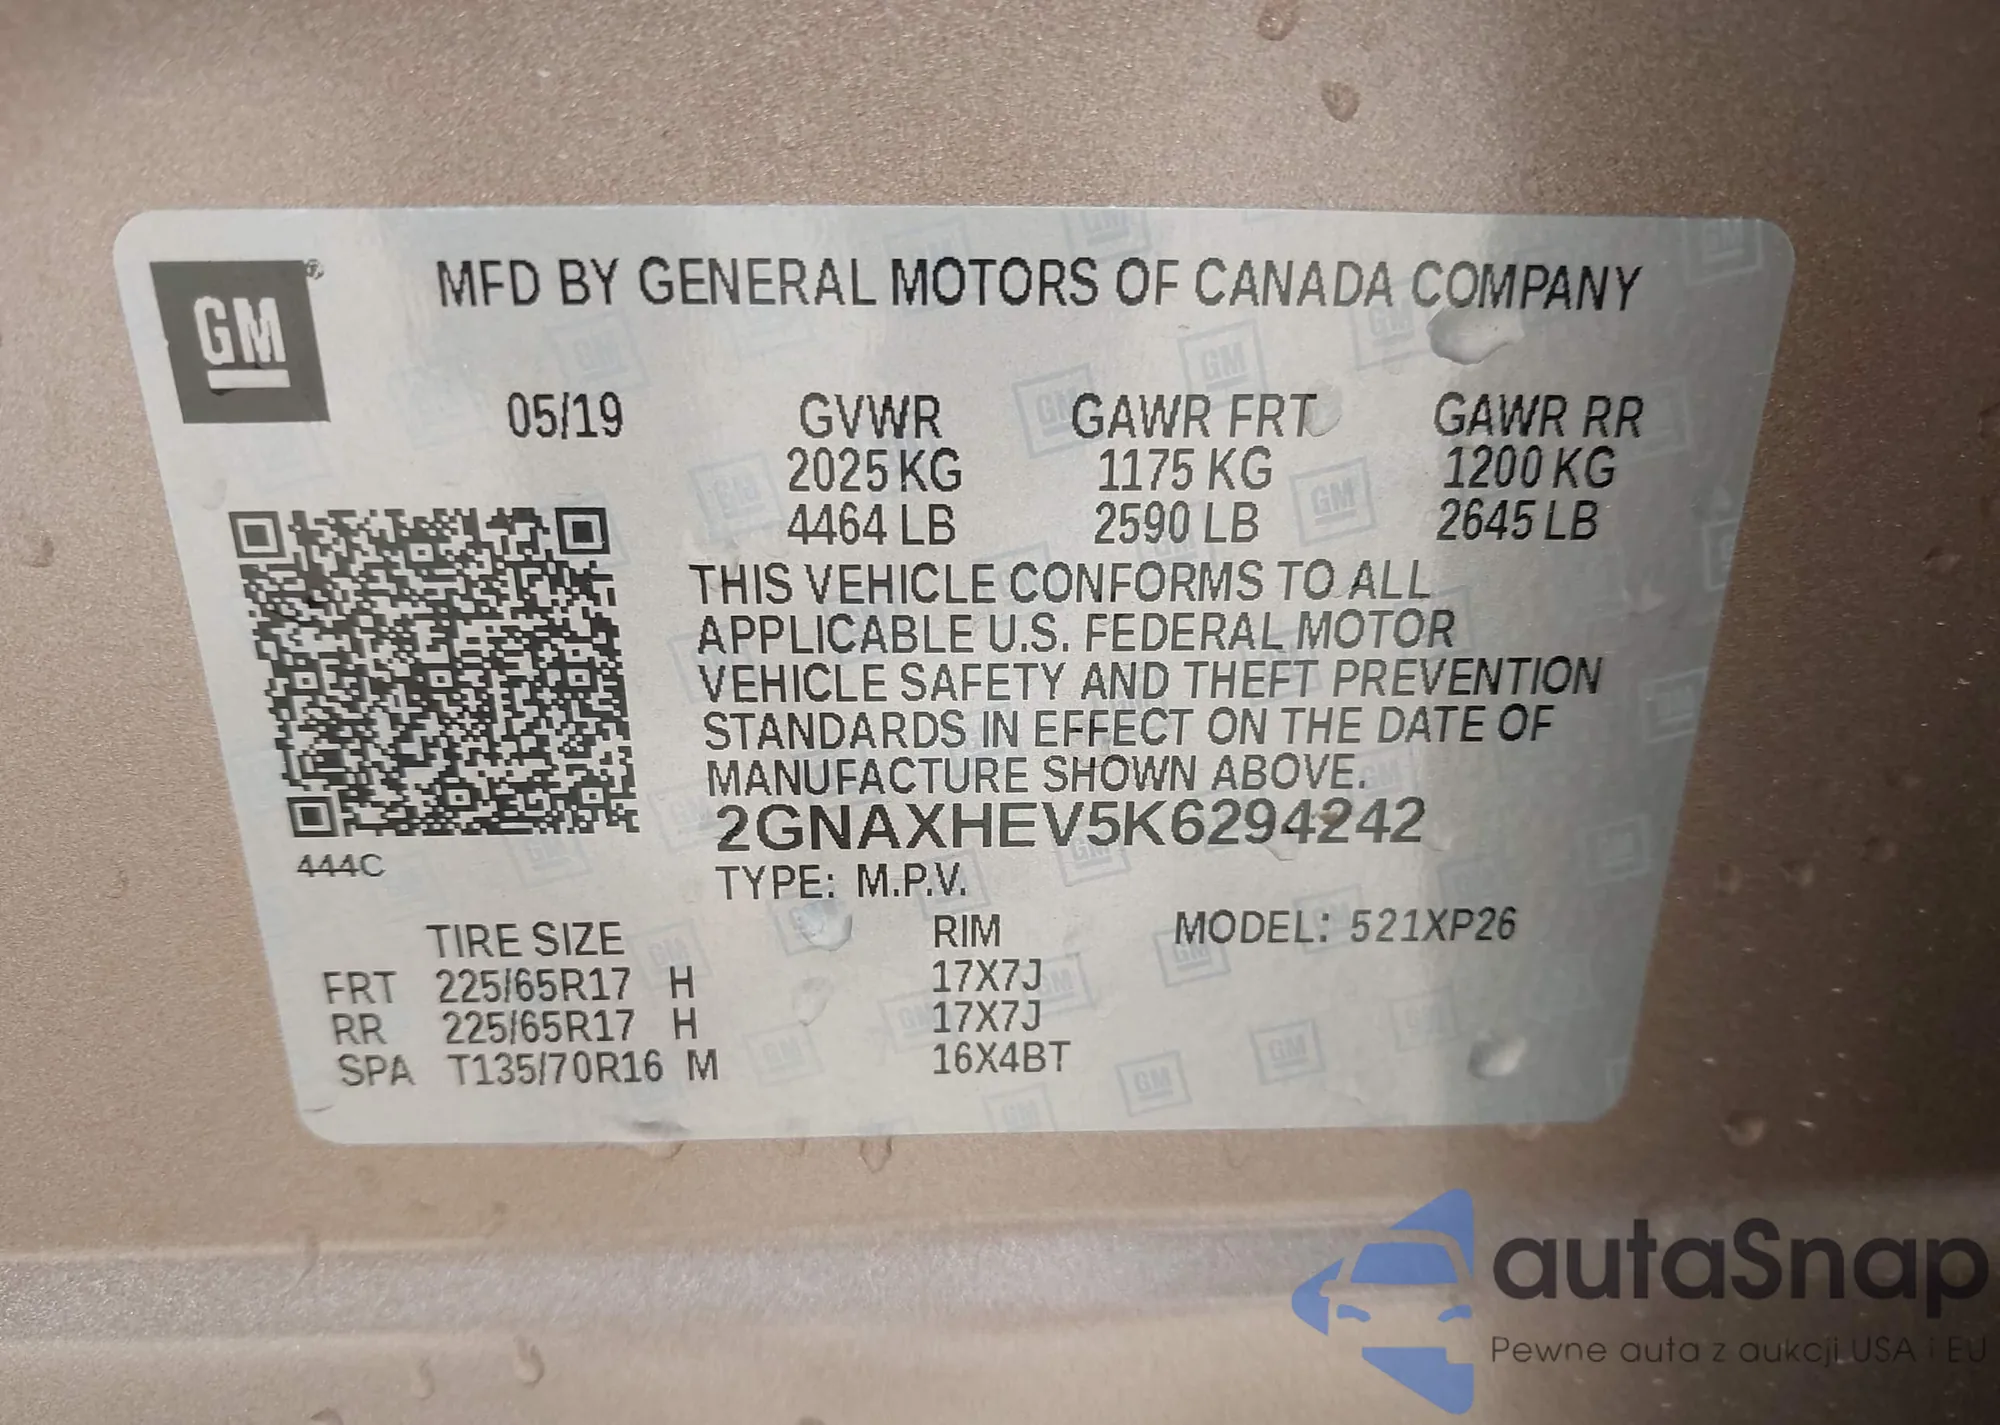 GM®
MFD BY GENERAL MOTORS OF CANADA COMPANY
05/19 GVWR GAWR FRT GAWR RR
2025 KG 1175 KG 1200 KG
4464 LB 2590 LB 2645 LB
THIS VEHICLE CONFORMS TO ALL
APPLICABLE U.S. FEDERAL MOTOR
VEHICLE SAFETY AND THEFT PREVENTION
STANDARDS IN EFFECT ON THE DATE OF
MANUFACTURE SHOWN ABOVE.
2GNAXHEV5K6294242
444C
TYPE: M.P.V.
TIRE SIZE RIM MODEL: 521XP26
FRT 225/65R17 H 17X7J
RR 225/65R17 H 17X7J
SPA T135/70R16 M 16X4BT
autaSnap
Pewne auta z aukcji USA i EU